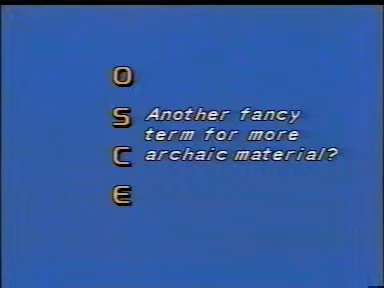 O
S Another fancy
term for more
C archaic material?
E